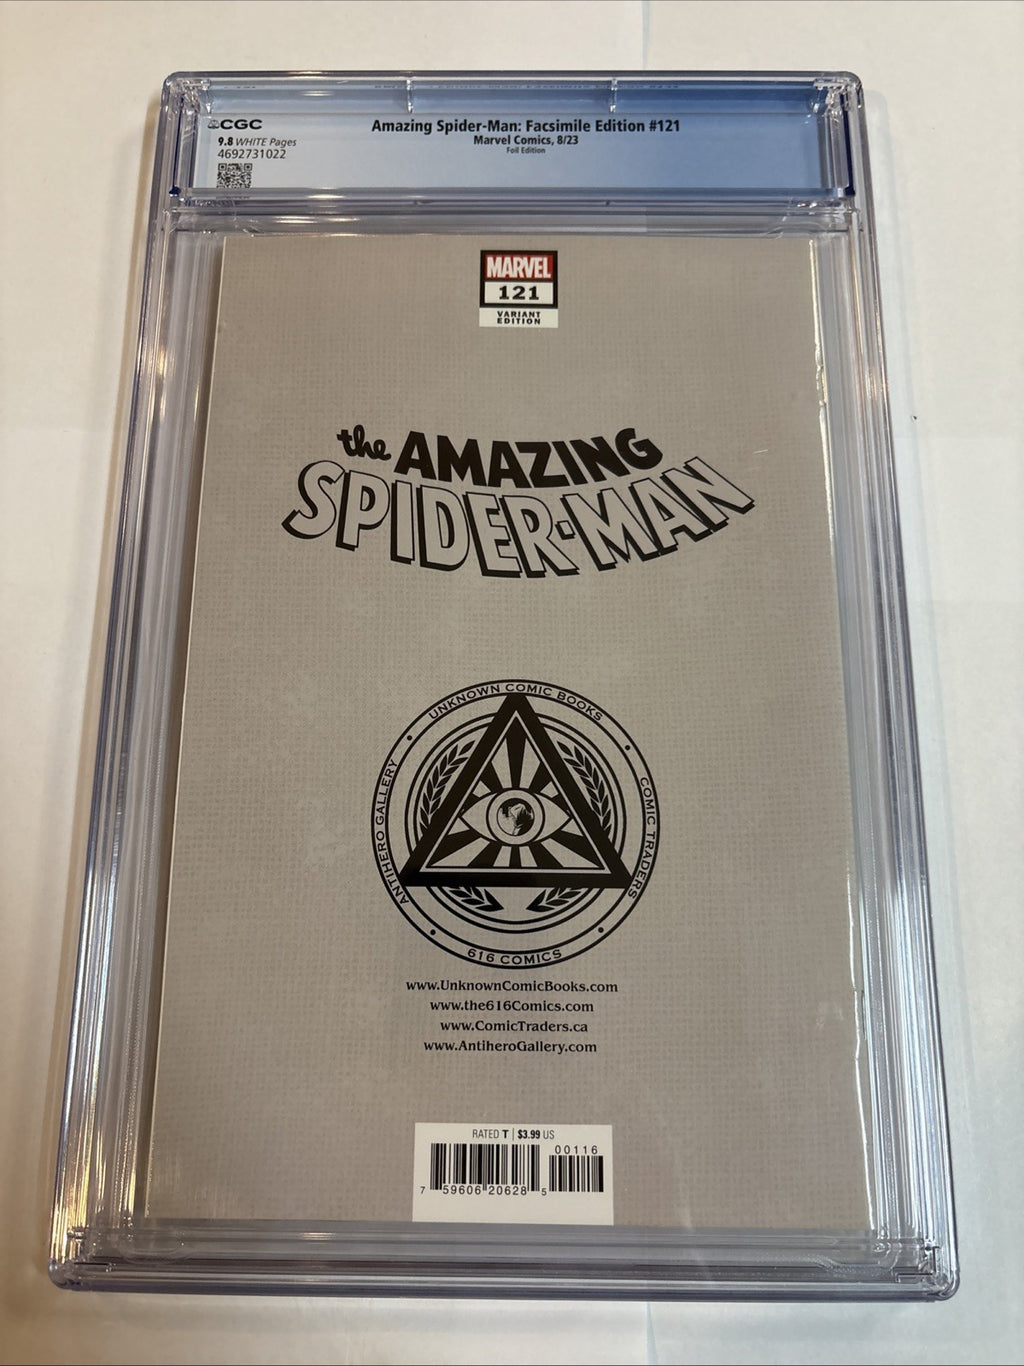 CGC
9.8 WHITE Pages
4692731022
Amazing Spider-Man: Facsimile Edition #121
Marvel Comics, 8/23
Foil Edition
MARVEL
121
VARIANT
EDITION
the AMAZING
SPIDER-MAN
UNKNOWN COMIC BOOKS
ANTIHERO GALLERY
COMIC TRADERS
616 COMICS
www.UnknownComicBooks.com
www.the616Comics.com
www.ComicTraders.ca
www.AntiheroGallery.com
RATED T | $3.99 US
00116
7 59606 20628 5